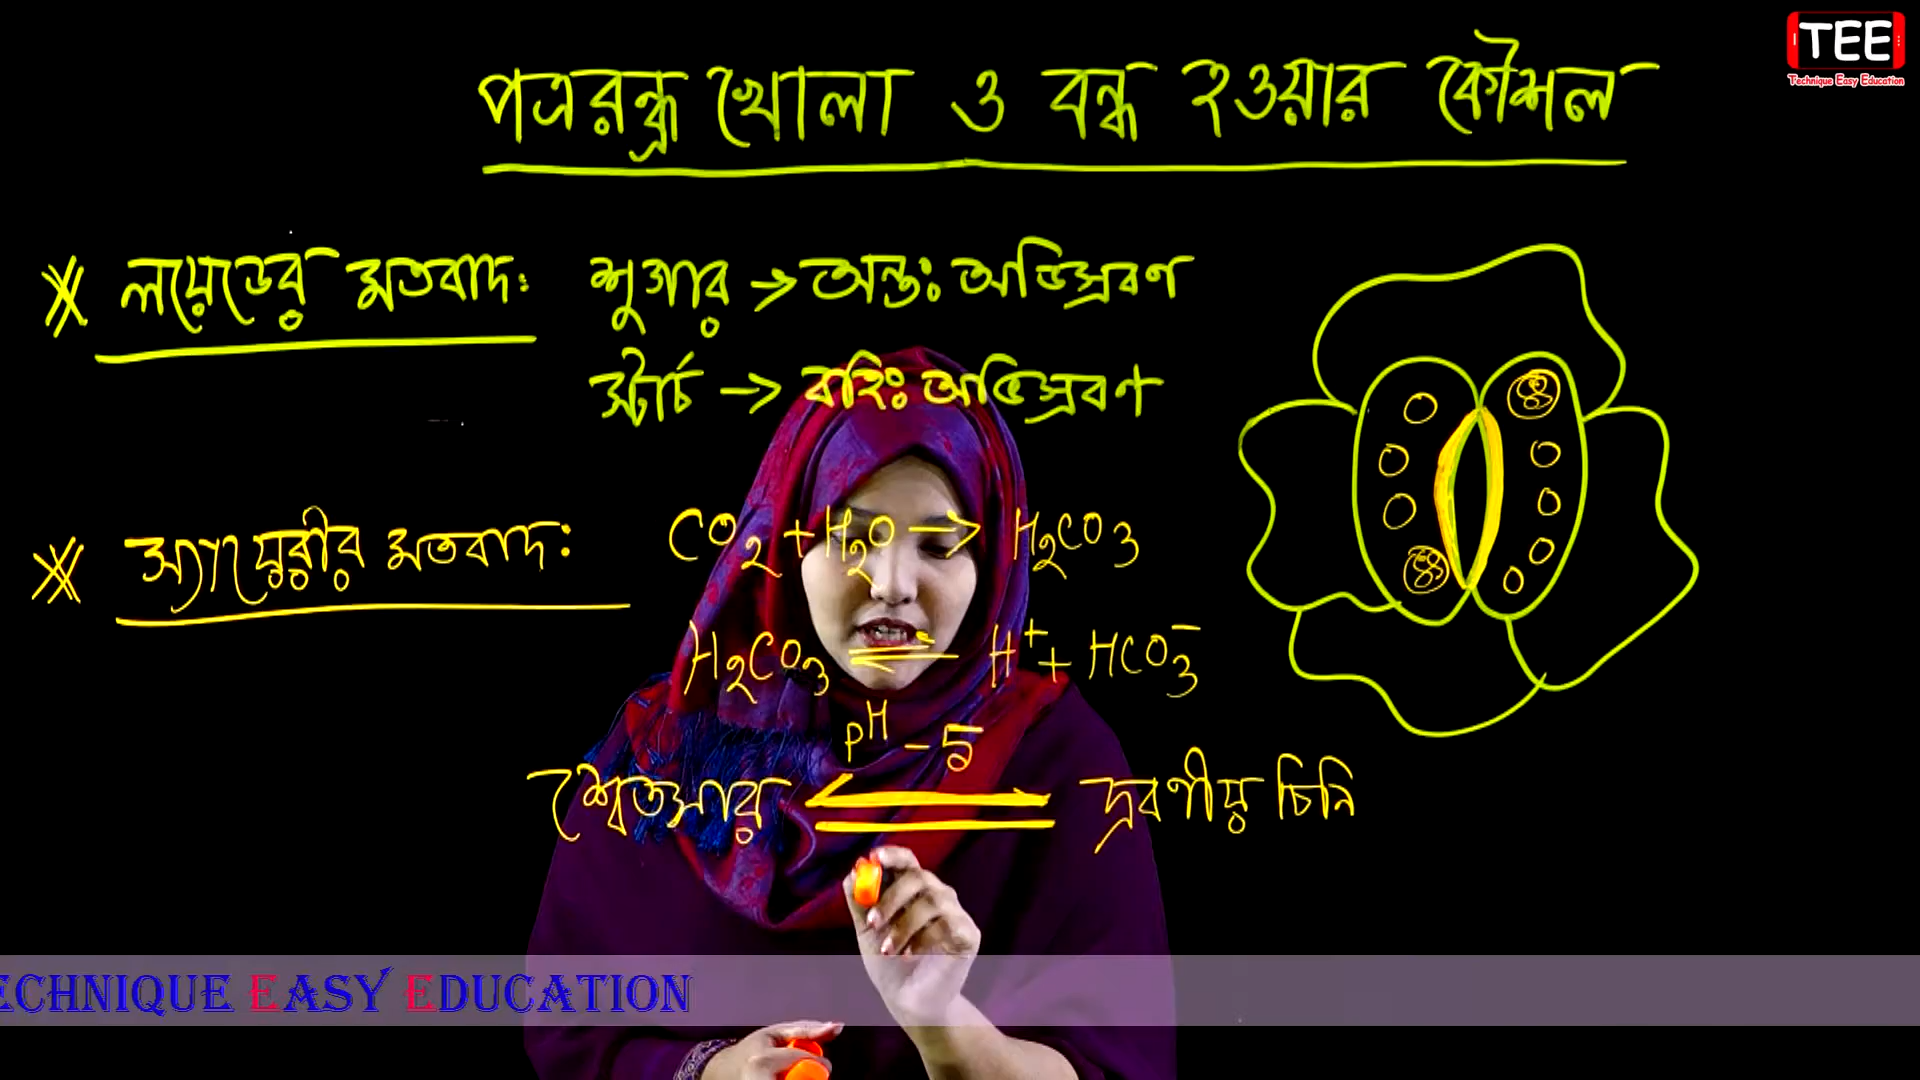 TEE
Technique Easy Education
পত্ররন্ধ্র খোলা ও বন্ধ হওয়ার কৌশল
* লয়েডের মতবাদ: শুগার → অন্তঃ অভিস্রবণ
স্টার্চ → বহিঃ অভিস্রবণ
* স্যায়েরীর মতবাদ: CO2 + H2O → H2CO3
H2CO3 ⇌ H+ + HCO3-
pH - 5
শ্বেতসার ⇌ দ্রবণীয় চিনি
ECHNIQUE EASY EDUCATION